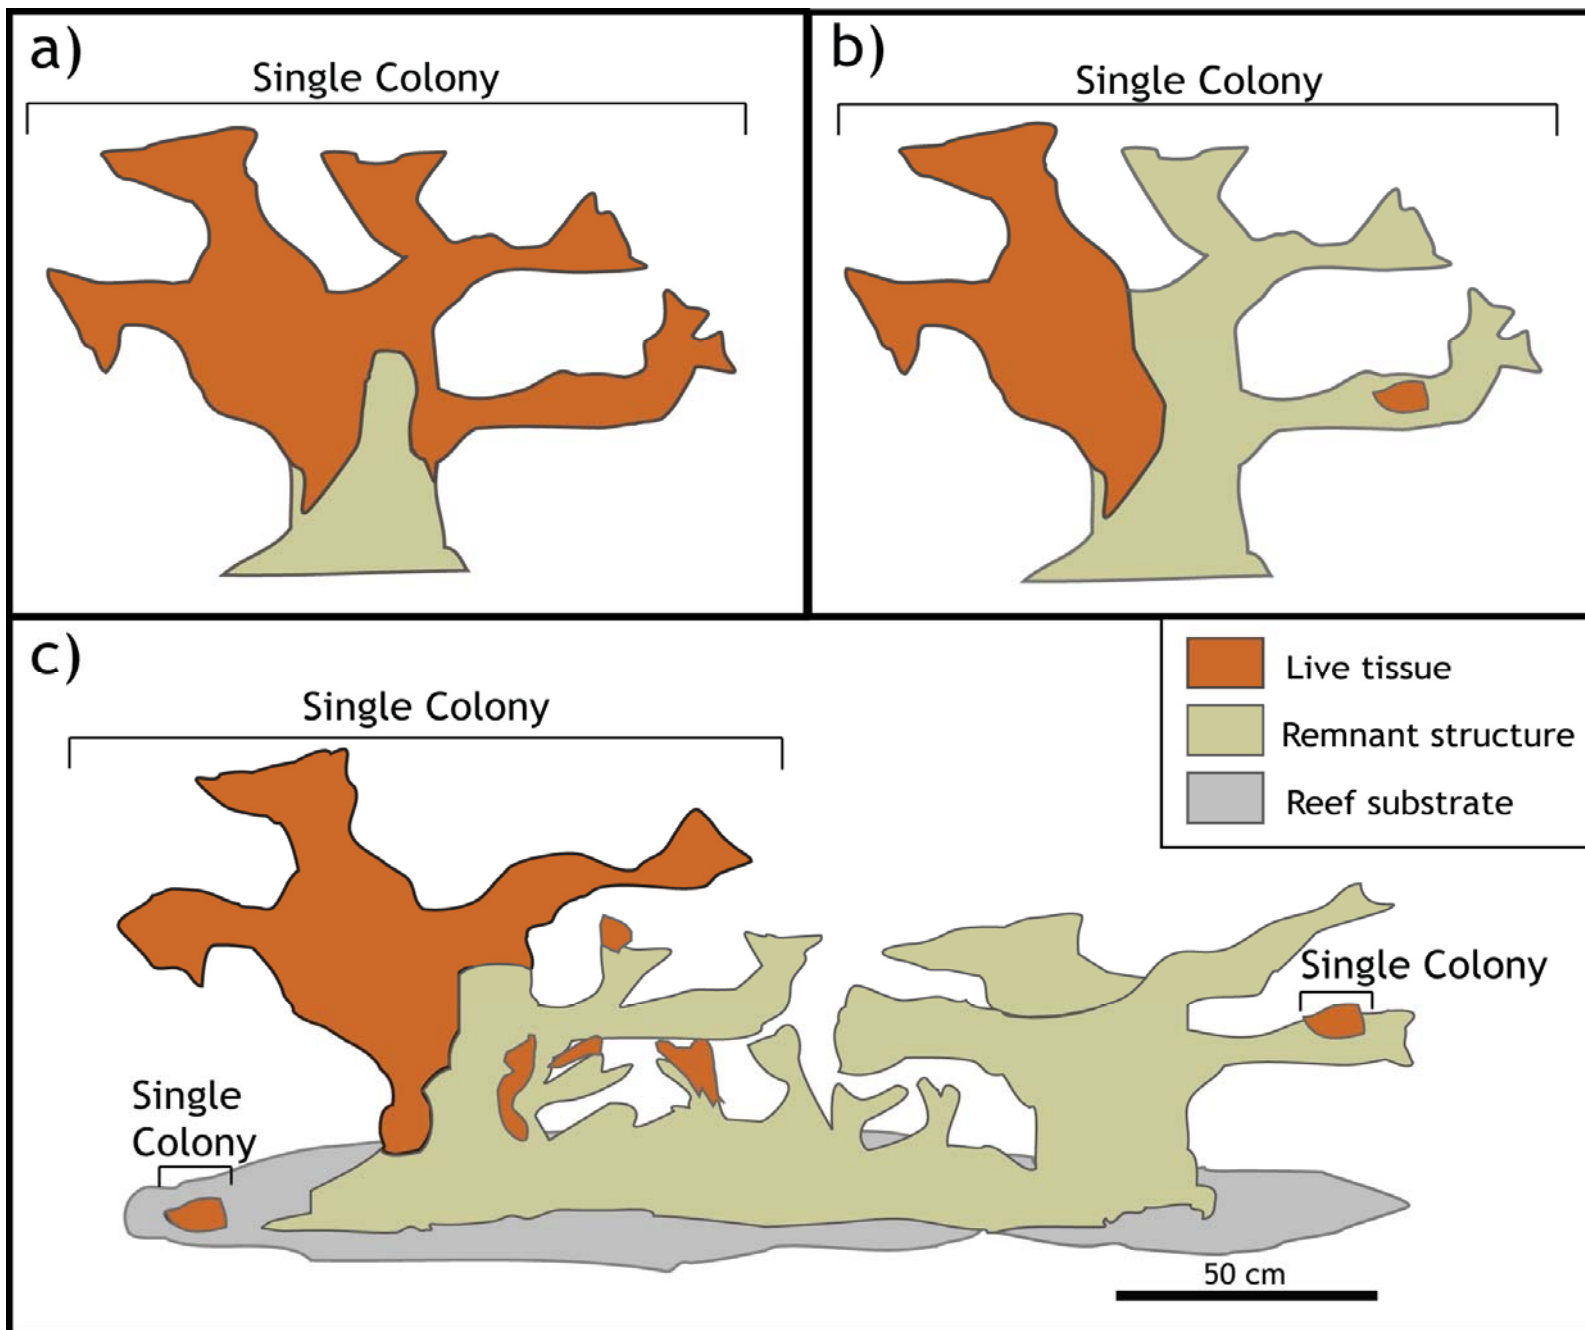 a)
Single Colony
b)
Single Colony
c)
Single Colony
Live tissue
Remnant structure
Reef substrate
Single Colony
Single
Colony
50 cm